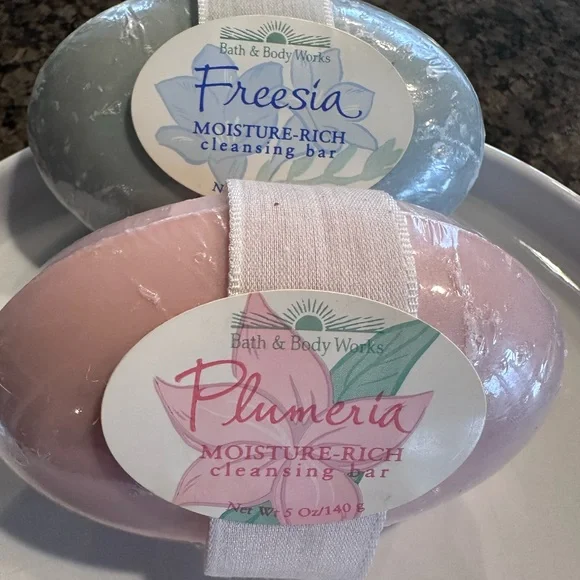 Bath & Body Works
Freesia
MOISTURE-RICH
cleansing bar
Bath & Body Works
Plumeria
MOISTURE-RICH
cleansing bar
Net Wt 5 Oz/140 g